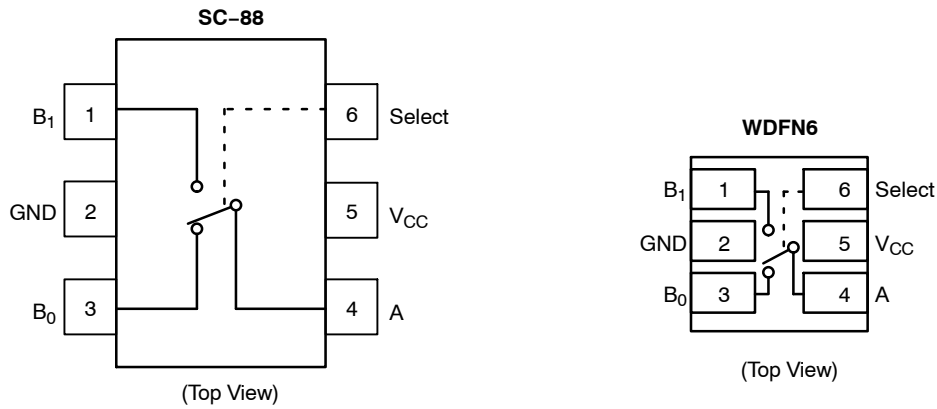 SC–88
B1 1 6 Select
GND 2 5 VCC
B0 3 4 A
(Top View)
WDFN6
B1 1 6 Select
GND 2 5 VCC
B0 3 4 A
(Top View)